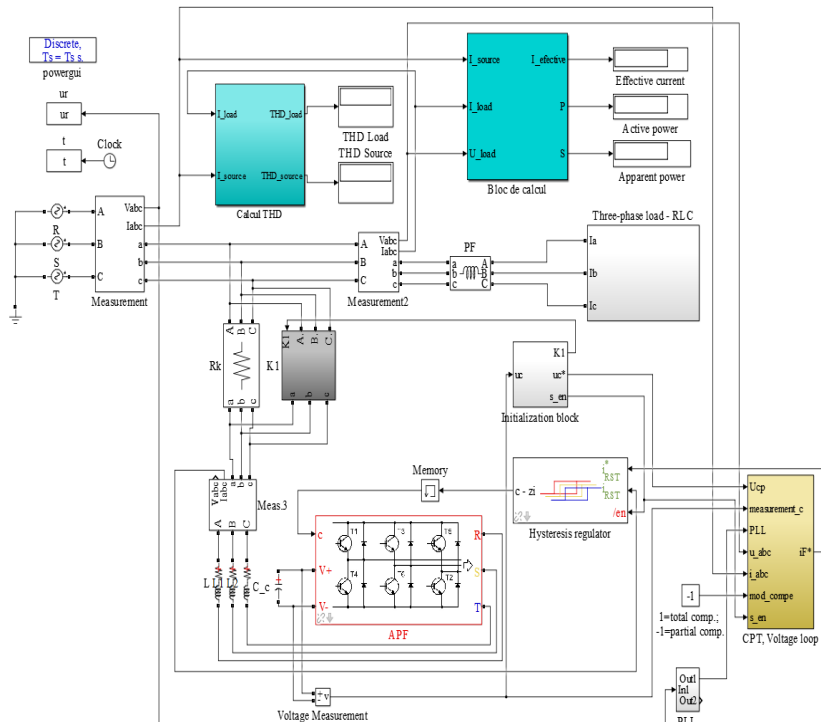 Discrete,
Ts = Ts s.
powergui
ur
ur
t
t
Clock
I_load
THD_load
I_source
THD_source
Calcul THD
THD Load
THD Source
I_source
I_efective
I_load
P
U_load
S
Bloc de calcul
Effective current
Active power
Apparent power
R
S
T
A
B
C
Vabc
Iabc
a
b
c
Measurement
A
B
C
Vabc
Iabc
a
b
c
Measurement2
PF
a
b
c
A
B
C
Three-phase load - RLC
Ia
Ib
Ic
A
B
C
Rk
a
b
c
K1
A.
B.
C.
K1
a
b
c
K1
uc
uc*
s_en
Initialization block
Vabc
Iabc
a
b
c
A
B
C
Meas.3
Memory
c - zi
i*
RST
i
RST
/en
Hysteresis regulator
L
L2
C_c
c
V+
V-
T1
T4
T2
R
S
T
APF
Voltage Measurement
+
-
v
Ucp
measurement_c
PLL
u_abc
i_abc
mod_compe
s_en
iF*
CPT, Voltage loop
-1
1=total comp.;
-1=partial comp.
Out1
In1
Out2
PLL